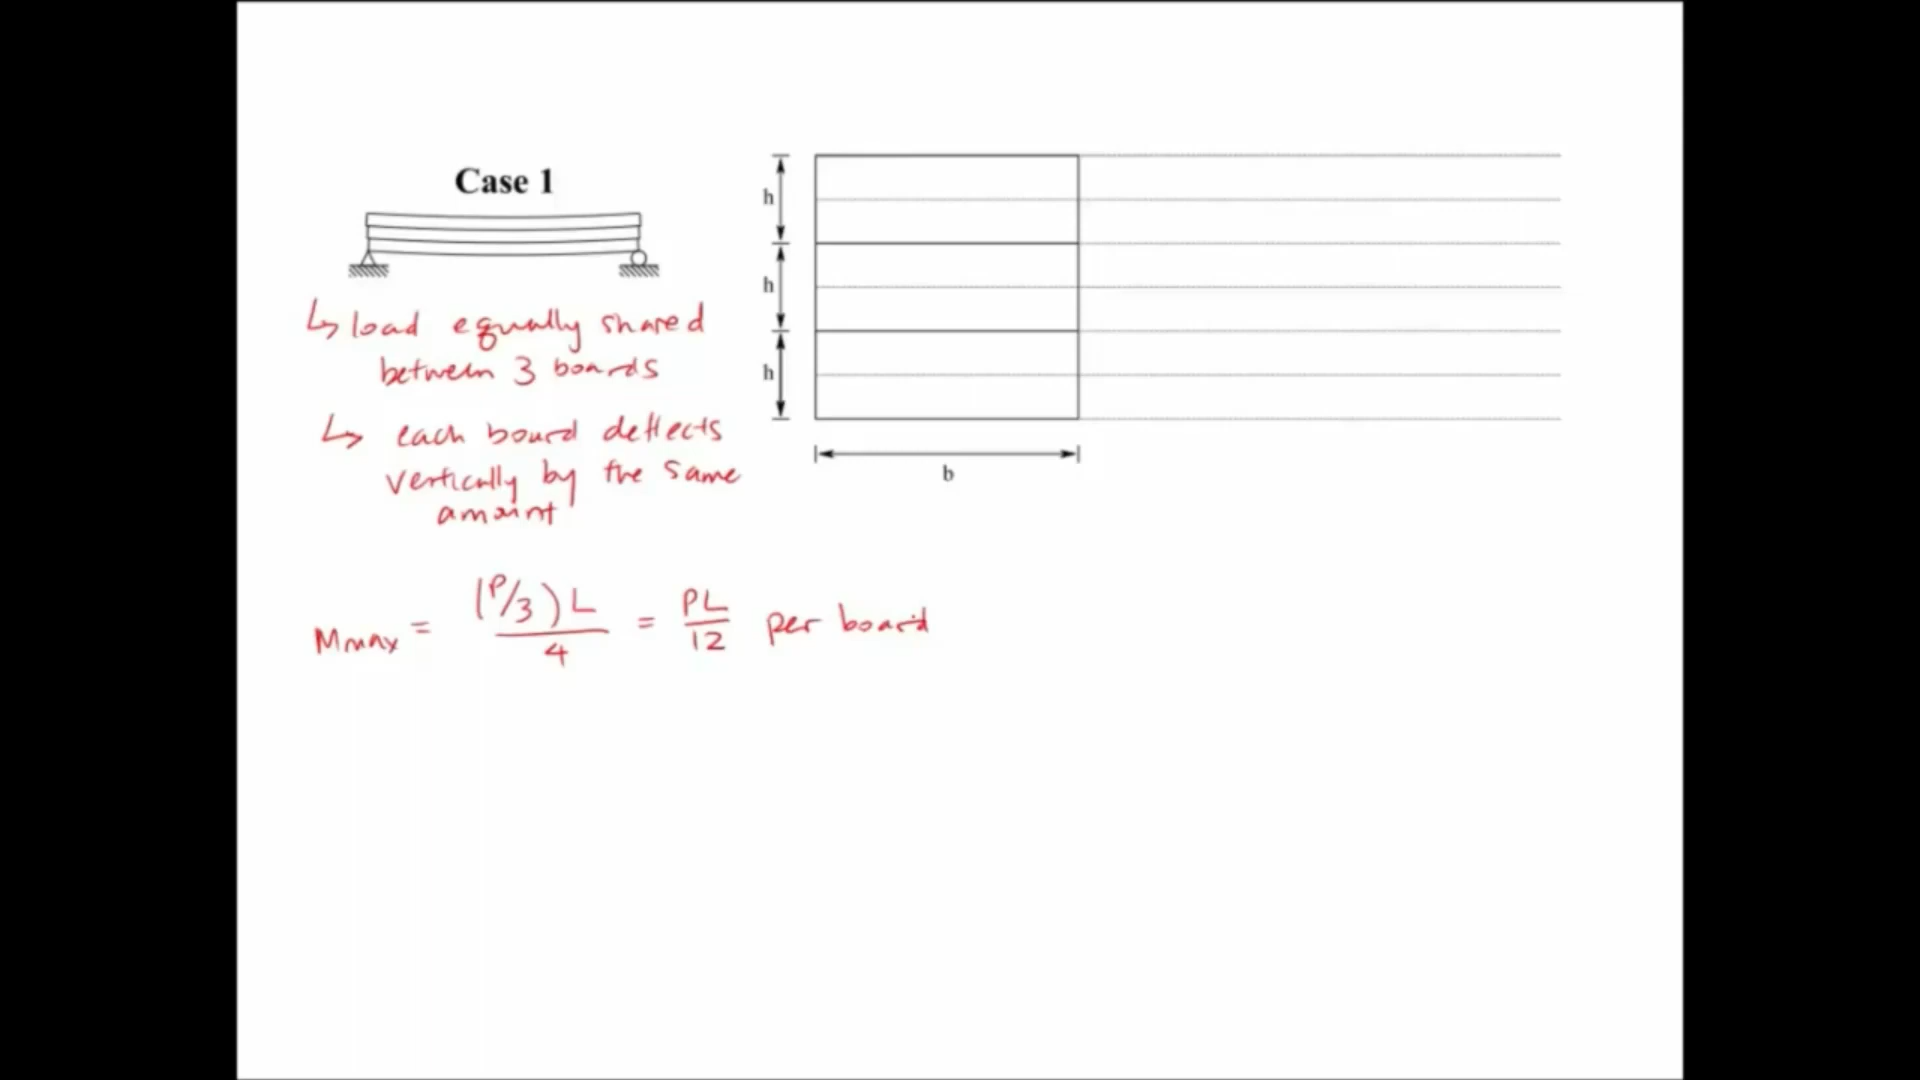 Case 1
↳ load equally shared
between 3 boards
↳ each board deflects
vertically by the same
amount
h
h
h
b
Mmax = (P/3)L / 4 = PL / 12 per board